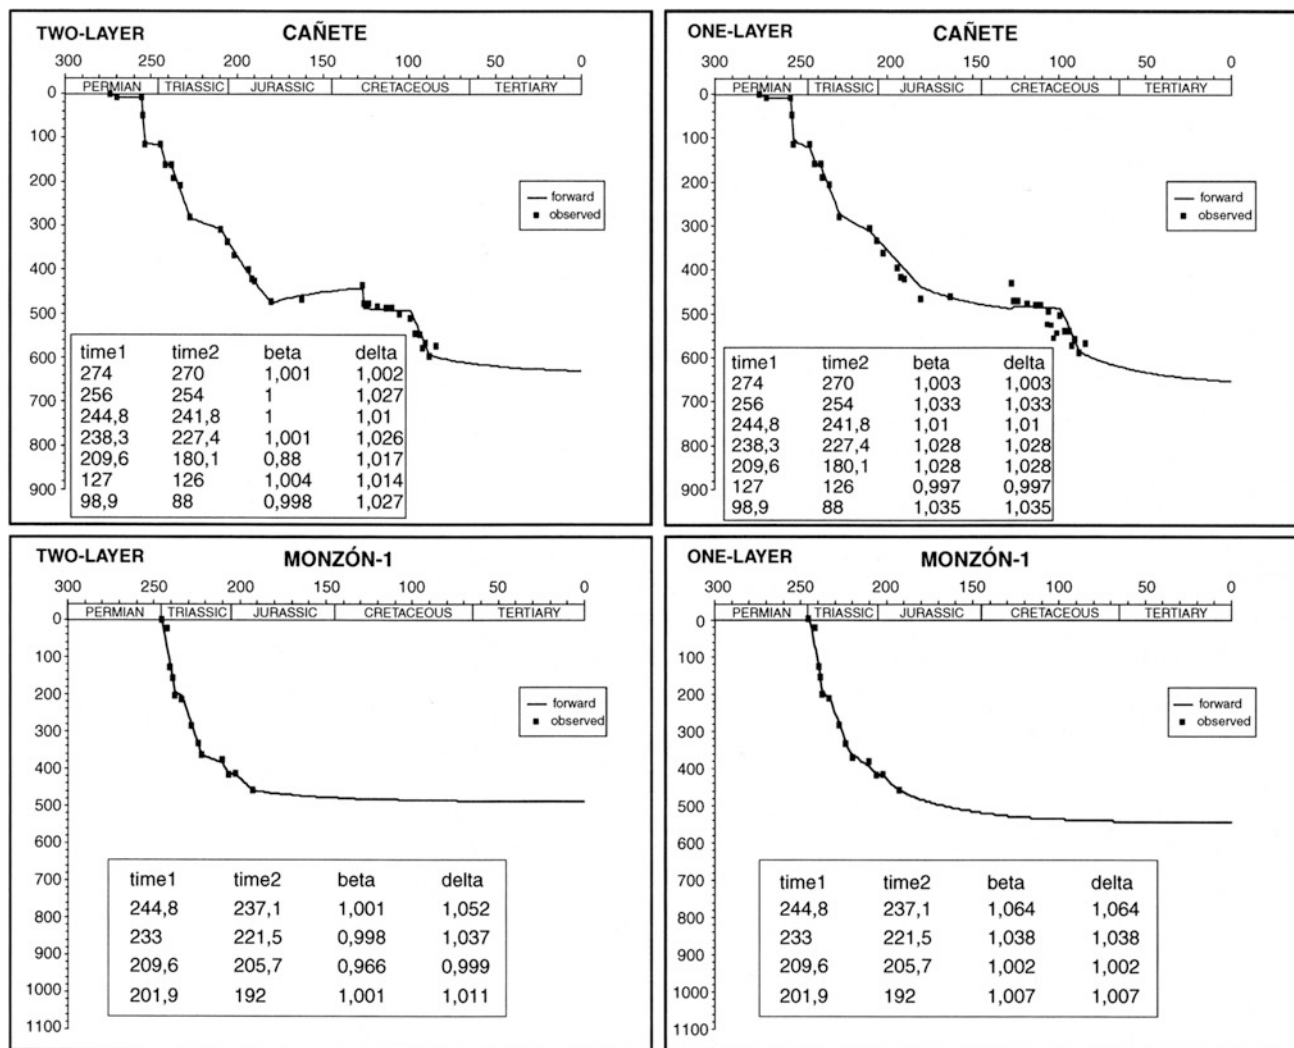 TWO-LAYER CAÑETE
300 250 200 150 100 50 0
PERMIAN TRIASSIC JURASSIC CRETACEOUS TERTIARY
0
100
200
300
400
500
600
700
800
900
forward
observed
time1 time2 beta delta
274 270 1,001 1,002
256 254 1 1,027
244,8 241,8 1 1,01
238,3 227,4 1,001 1,026
209,6 180,1 0,88 1,017
127 126 1,004 1,014
98,9 88 0,998 1,027
ONE-LAYER CAÑETE
300 250 200 150 100 50 0
PERMIAN TRIASSIC JURASSIC CRETACEOUS TERTIARY
0
100
200
300
400
500
600
700
800
900
forward
observed
time1 time2 beta delta
274 270 1,003 1,003
256 254 1,033 1,033
244,8 241,8 1,01 1,01
238,3 227,4 1,028 1,028
209,6 180,1 1,028 1,028
127 126 0,997 0,997
98,9 88 1,035 1,035
TWO-LAYER MONZÓN-1
300 250 200 150 100 50 0
PERMIAN TRIASSIC JURASSIC CRETACEOUS TERTIARY
0
100
200
300
400
500
600
700
800
900
1000
1100
forward
observed
time1 time2 beta delta
244,8 237,1 1,001 1,052
233 221,5 0,998 1,037
209,6 205,7 0,966 0,999
201,9 192 1,001 1,011
ONE-LAYER MONZÓN-1
300 250 200 150 100 50 0
PERMIAN TRIASSIC JURASSIC CRETACEOUS TERTIARY
0
100
200
300
400
500
600
700
800
900
1000
1100
forward
observed
time1 time2 beta delta
244,8 237,1 1,064 1,064
233 221,5 1,038 1,038
209,6 205,7 1,002 1,002
201,9 192 1,007 1,007